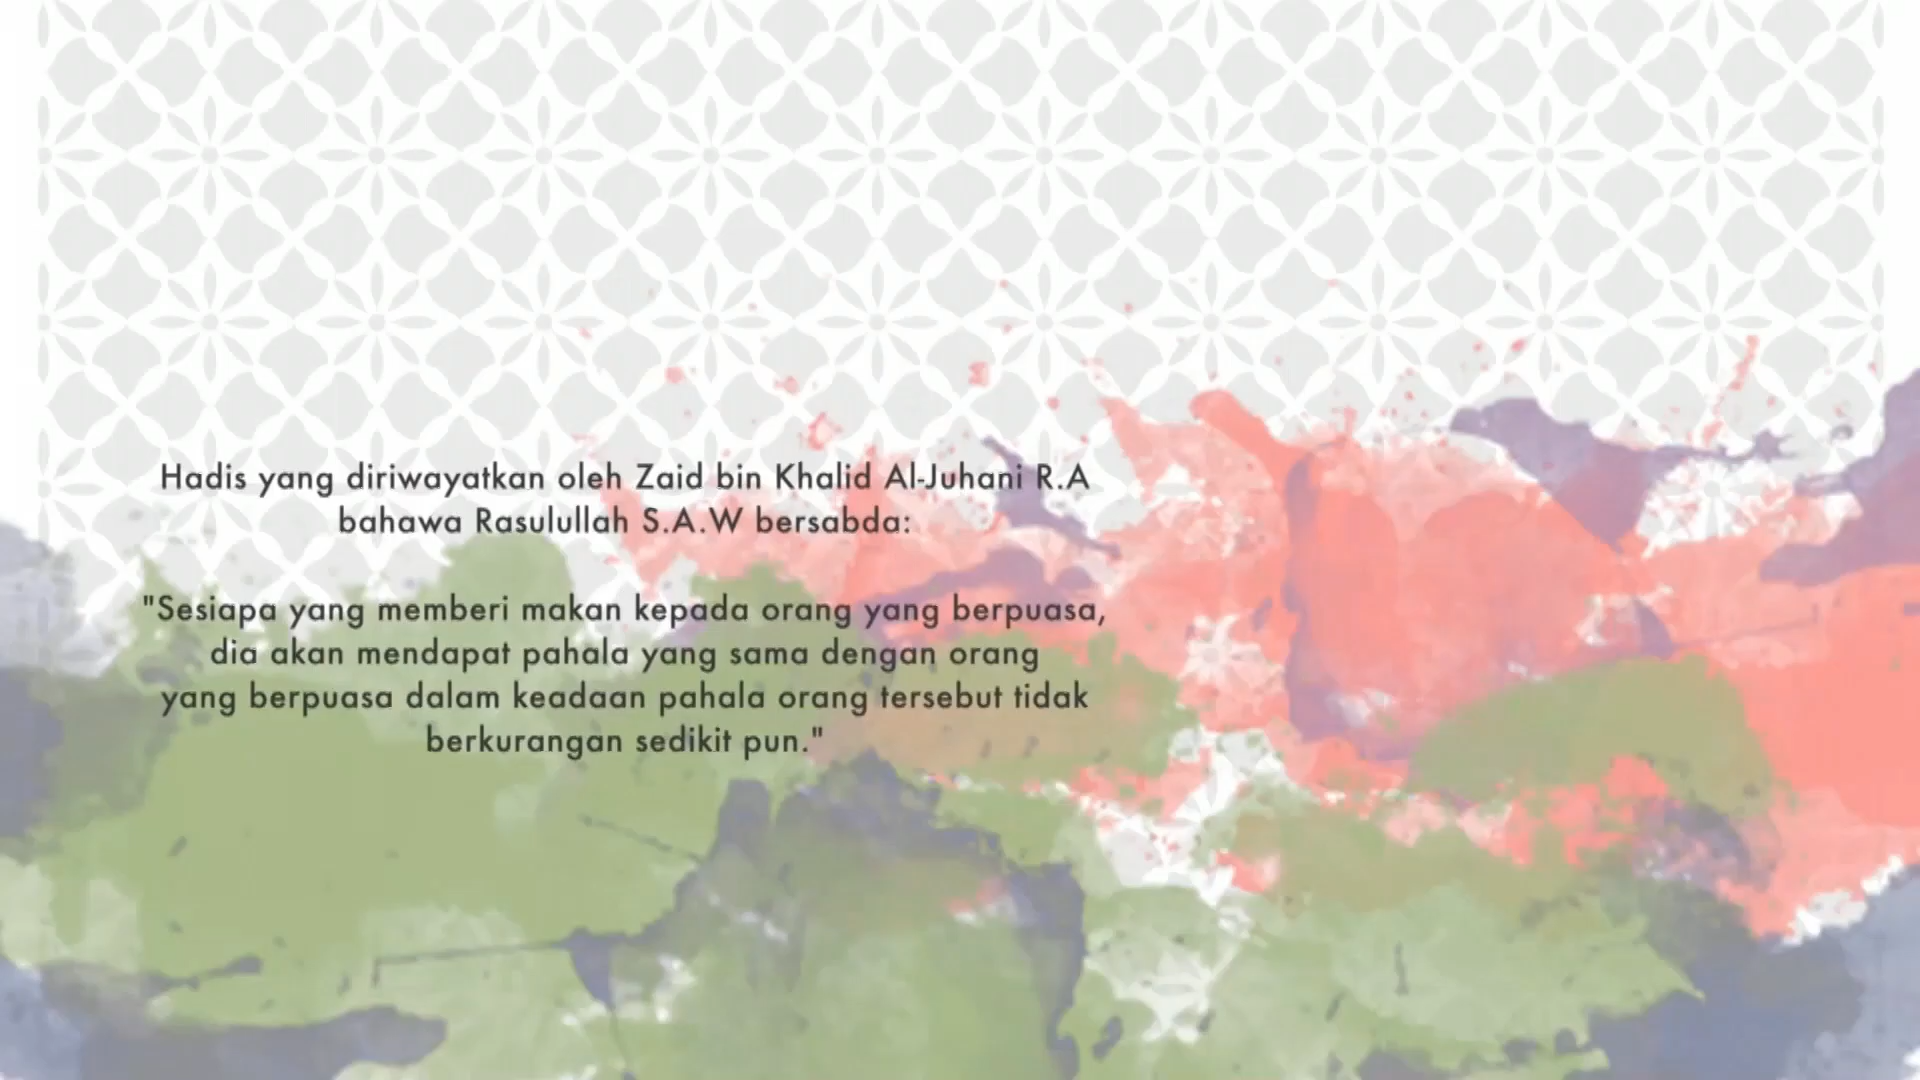 Hadis yang diriwayatkan oleh Zaid bin Khalid Al-Juhani R.A
bahawa Rasulullah S.A.W bersabda:
"Sesiapa yang memberi makan kepada orang yang berpuasa,
dia akan mendapat pahala yang sama dengan orang
yang berpuasa dalam keadaan pahala orang tersebut tidak
berkurangan sedikit pun."